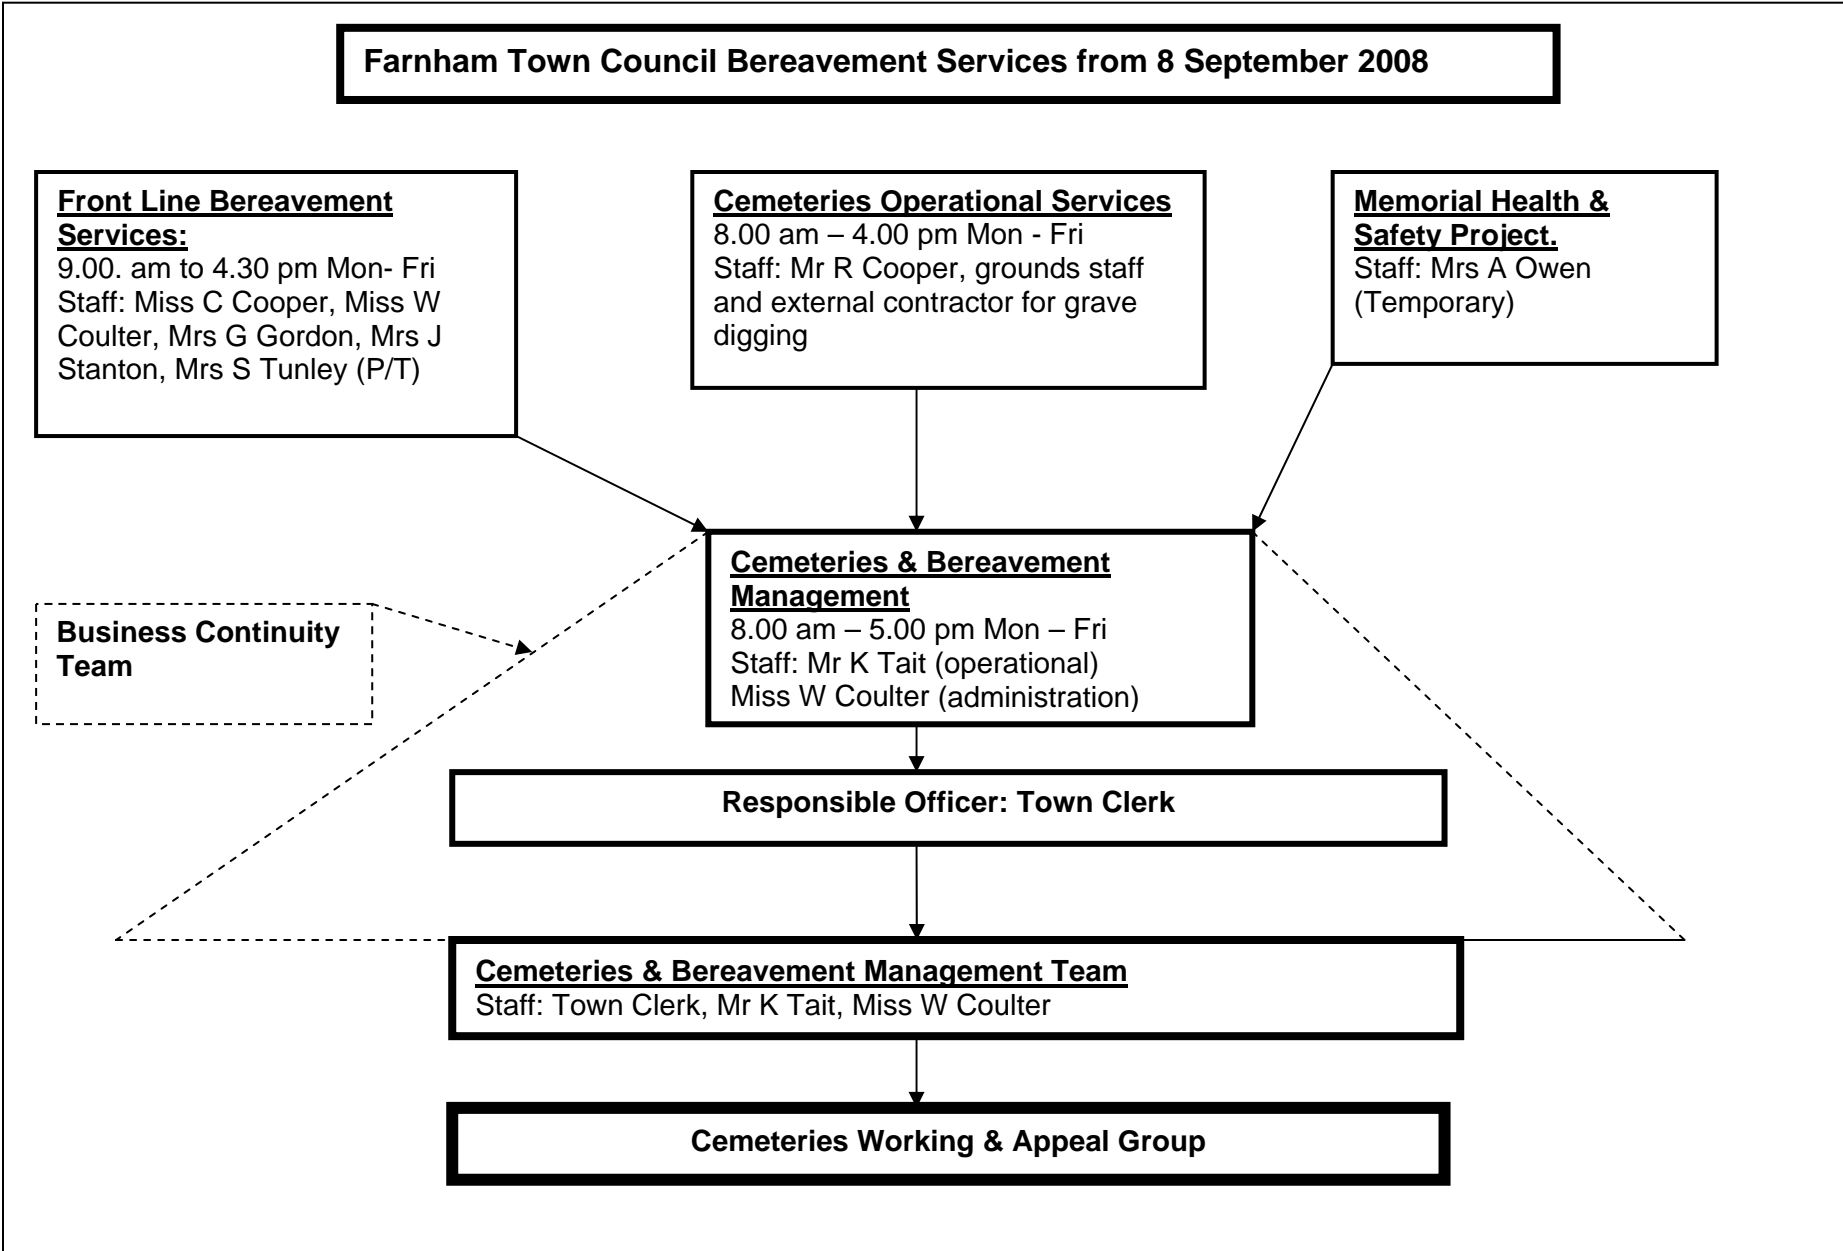 Farnham Town Council Bereavement Services from 8 September 2008
Front Line Bereavement
Services:
9.00. am to 4.30 pm Mon- Fri
Staff: Miss C Cooper, Miss W
Coulter, Mrs G Gordon, Mrs J
Stanton, Mrs S Tunley (P/T)
Cemeteries Operational Services
8.00 am – 4.00 pm Mon - Fri
Staff: Mr R Cooper, grounds staff
and external contractor for grave
digging
Memorial Health &
Safety Project.
Staff: Mrs A Owen
(Temporary)
Cemeteries & Bereavement
Management
8.00 am – 5.00 pm Mon – Fri
Staff: Mr K Tait (operational)
Miss W Coulter (administration)
Business Continuity
Team
Responsible Officer: Town Clerk
Cemeteries & Bereavement Management Team
Staff: Town Clerk, Mr K Tait, Miss W Coulter
Cemeteries Working & Appeal Group